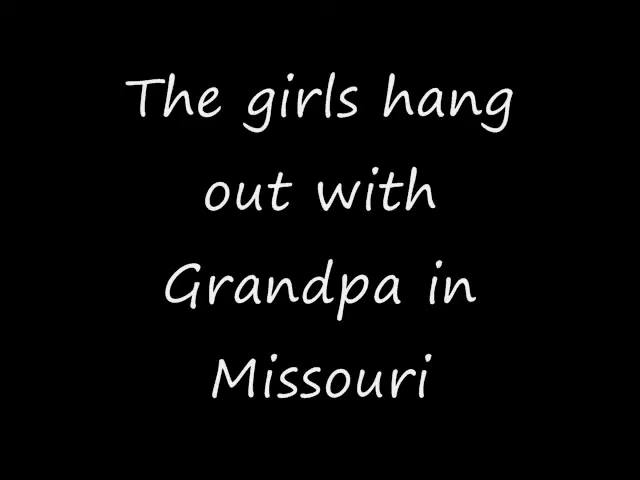 The girls hang
out with
Grandpa in
Missouri